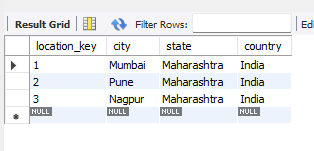 Result Grid Filter Rows: Edi
location_key city state country
1 Mumbai Maharashtra India
2 Pune Maharashtra India
3 Nagpur Maharashtra India
NULL NULL NULL NULL